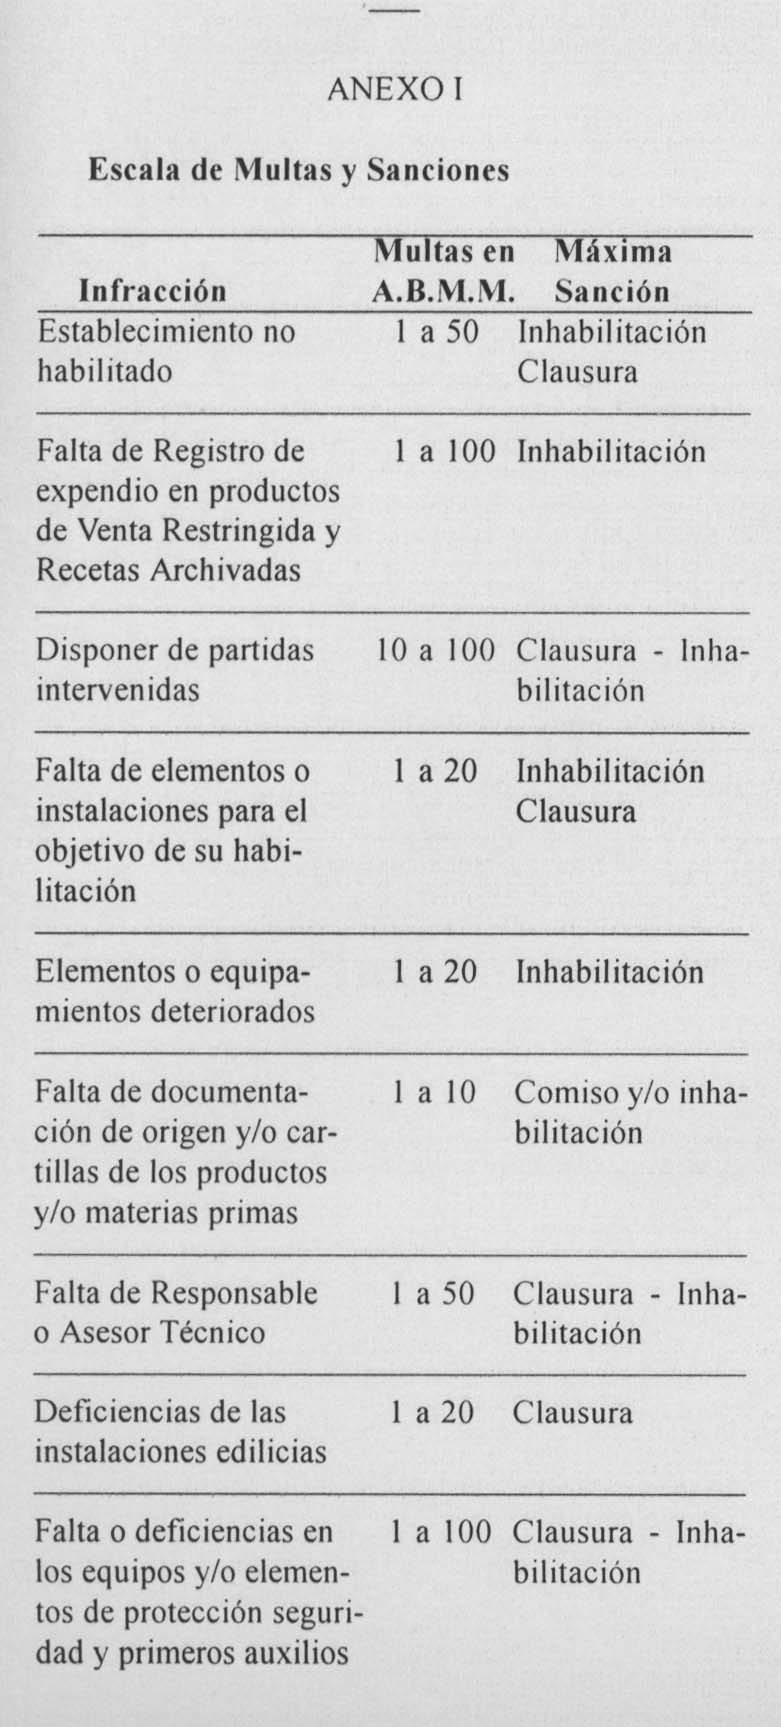 ANEXO I
Escala de Multas y Sanciones
Multas en Máxima
Infracción A.B.M.M. Sanción
Establecimiento no 1 a 50 Inhabilitación
habilitado Clausura
Falta de Registro de 1 a 100 Inhabilitación
expendio en productos
de Venta Restringida y
Recetas Archivadas
Disponer de partidas 10 a 100 Clausura - Inha-
intervenidas bilitación
Falta de elementos o 1 a 20 Inhabilitación
instalaciones para el Clausura
objetivo de su habi-
litación
Elementos o equipa- 1 a 20 Inhabilitación
mientos deteriorados
Falta de documenta- 1 a 10 Comiso y/o inha-
ción de origen y/o car- bilitación
tillas de los productos
y/o materias primas
Falta de Responsable 1 a 50 Clausura - Inha-
o Asesor Técnico bilitación
Deficiencias de las 1 a 20 Clausura
instalaciones edilicias
Falta o deficiencias en 1 a 100 Clausura - Inha-
los equipos y/o elemen- bilitación
tos de protección seguri-
dad y primeros auxilios